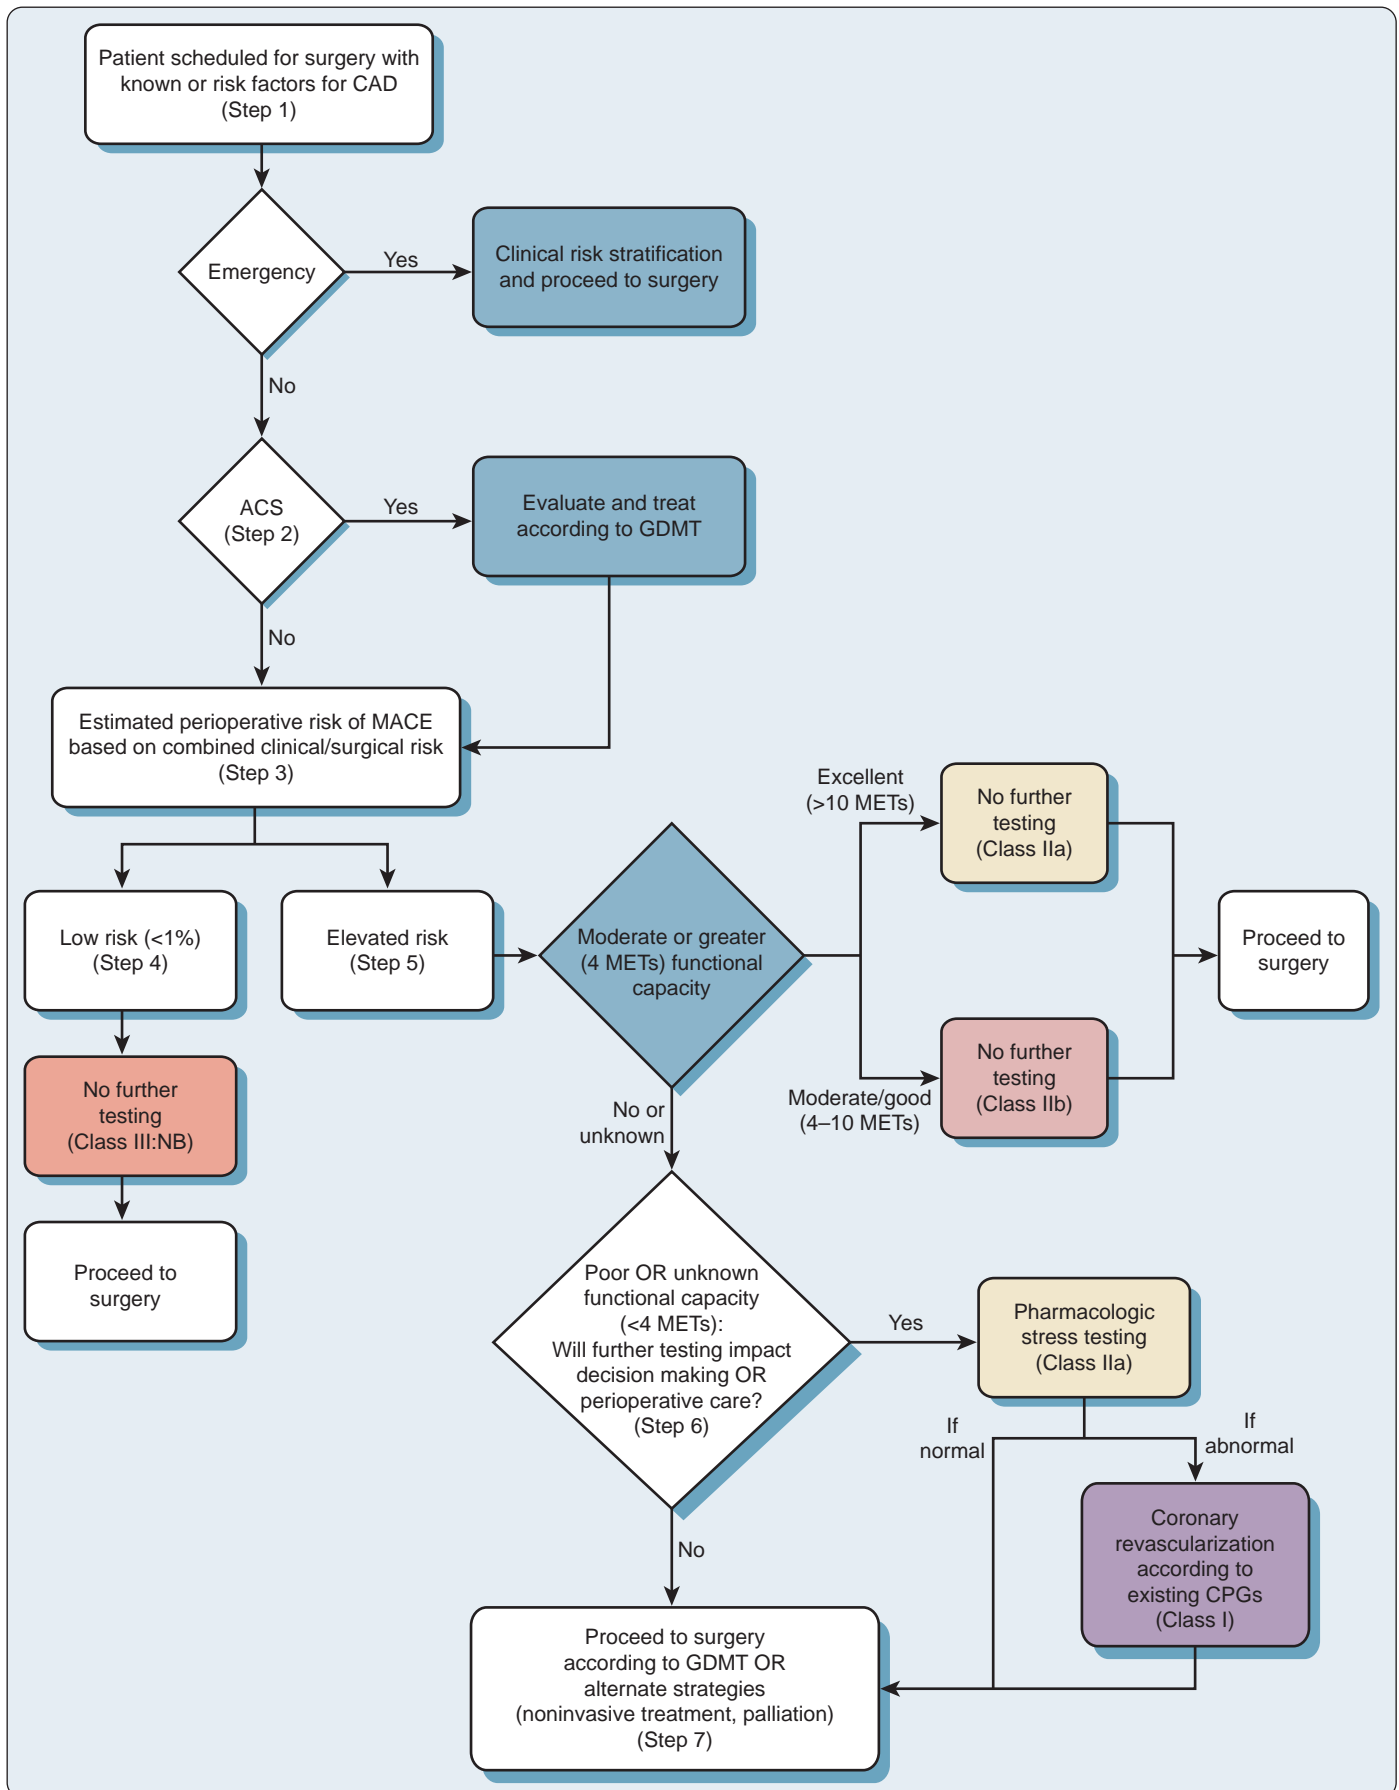 Patient scheduled for surgery with
known or risk factors for CAD
(Step 1)
Emergency
Yes
Clinical risk stratification
and proceed to surgery
No
ACS
(Step 2)
Yes
Evaluate and treat
according to GDMT
No
Estimated perioperative risk of MACE
based on combined clinical/surgical risk
(Step 3)
Low risk (<1%)
(Step 4)
No further
testing
(Class III:NB)
Proceed to
surgery
Elevated risk
(Step 5)
Moderate or greater
(4 METs) functional
capacity
Excellent
(>10 METs)
No further
testing
(Class IIa)
Moderate/good
(4–10 METs)
No further
testing
(Class IIb)
Proceed to
surgery
No or
unknown
Poor OR unknown
functional capacity
(<4 METs):
Will further testing impact
decision making OR
perioperative care?
(Step 6)
Yes
Pharmacologic
stress testing
(Class IIa)
If
normal
If
abnormal
Coronary
revascularization
according to
existing CPGs
(Class I)
No
Proceed to surgery
according to GDMT OR
alternate strategies
(noninvasive treatment, palliation)
(Step 7)